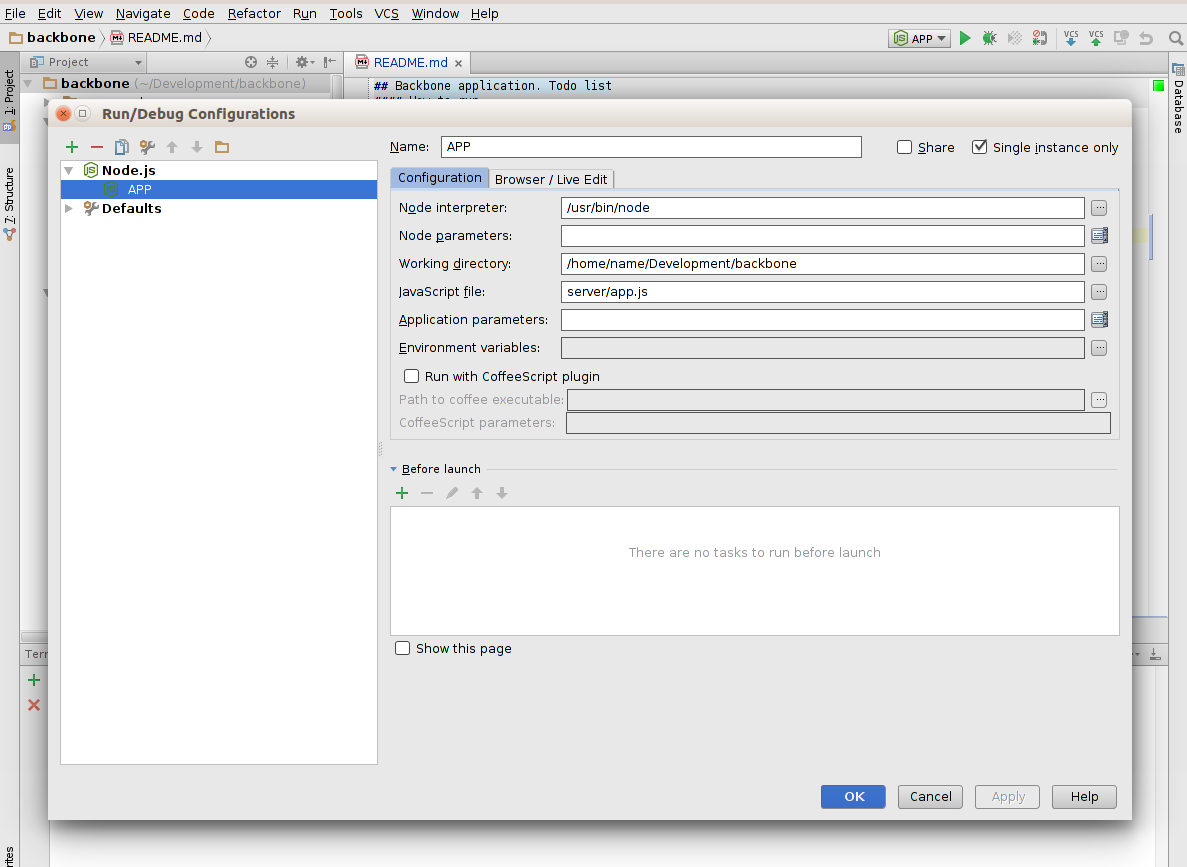 File Edit View Navigate Code Refactor Run Tools VCS Window Help
backbone README.md
JS APP VCS VCS
Project
README.md
1: Project
backbone (~/Development/backbone)
## Backbone application. Todo list
Database
Run/Debug Configurations
Name: APP
Share
Single instance only
Node.js
APP
Defaults
Configuration
Browser / Live Edit
7: Structure
Node interpreter: /usr/bin/node
Node parameters:
Working directory: /home/name/Development/backbone
JavaScript file: server/app.js
Application parameters:
Environment variables:
Run with CoffeeScript plugin
Path to coffee executable:
CoffeeScript parameters:
Before launch
There are no tasks to run before launch
Show this page
Term
OK Cancel Apply Help
rites